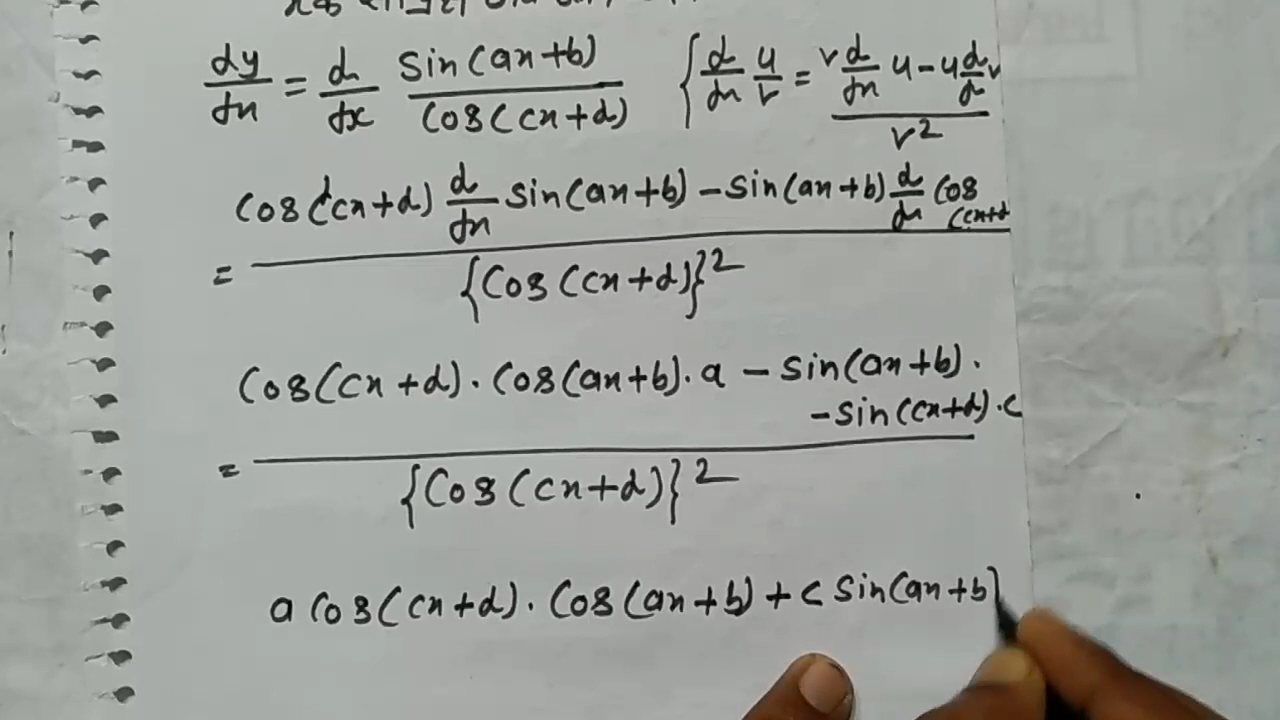 dy/dx = d/dx sin(ax+b)/cos(cx+d) { d/dx u/v = (v d/dx u - u d/dx v)/v²
cos(cx+d) d/dx sin(ax+b) - sin(ax+b) d/dx cos(cx+d
=
{cos(cx+d)}²
cos(cx+d) · cos(ax+b) · a - sin(ax+b) ·
-sin(cx+d) · c
=
{cos(cx+d)}²
a cos(cx+d) · cos(ax+b) + c sin(ax+b)